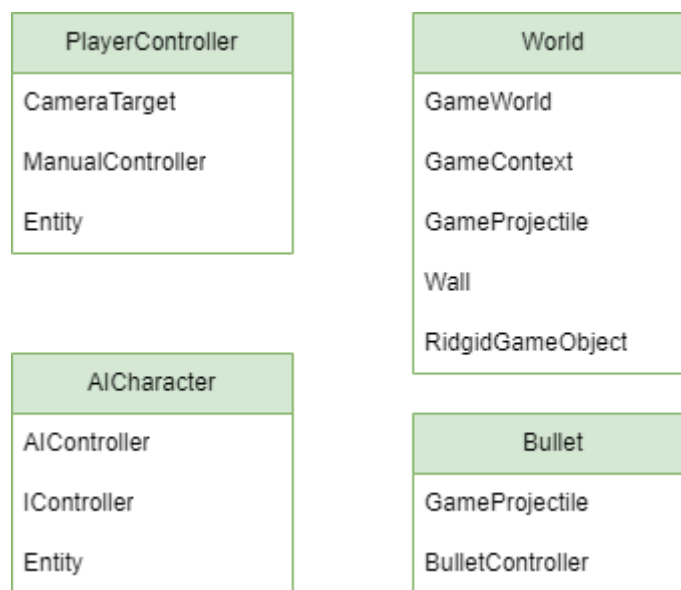 PlayerController
CameraTarget
ManualController
Entity
World
GameWorld
GameContext
GameProjectile
Wall
RidgidGameObject
AICharacter
AIController
IController
Entity
Bullet
GameProjectile
BulletController